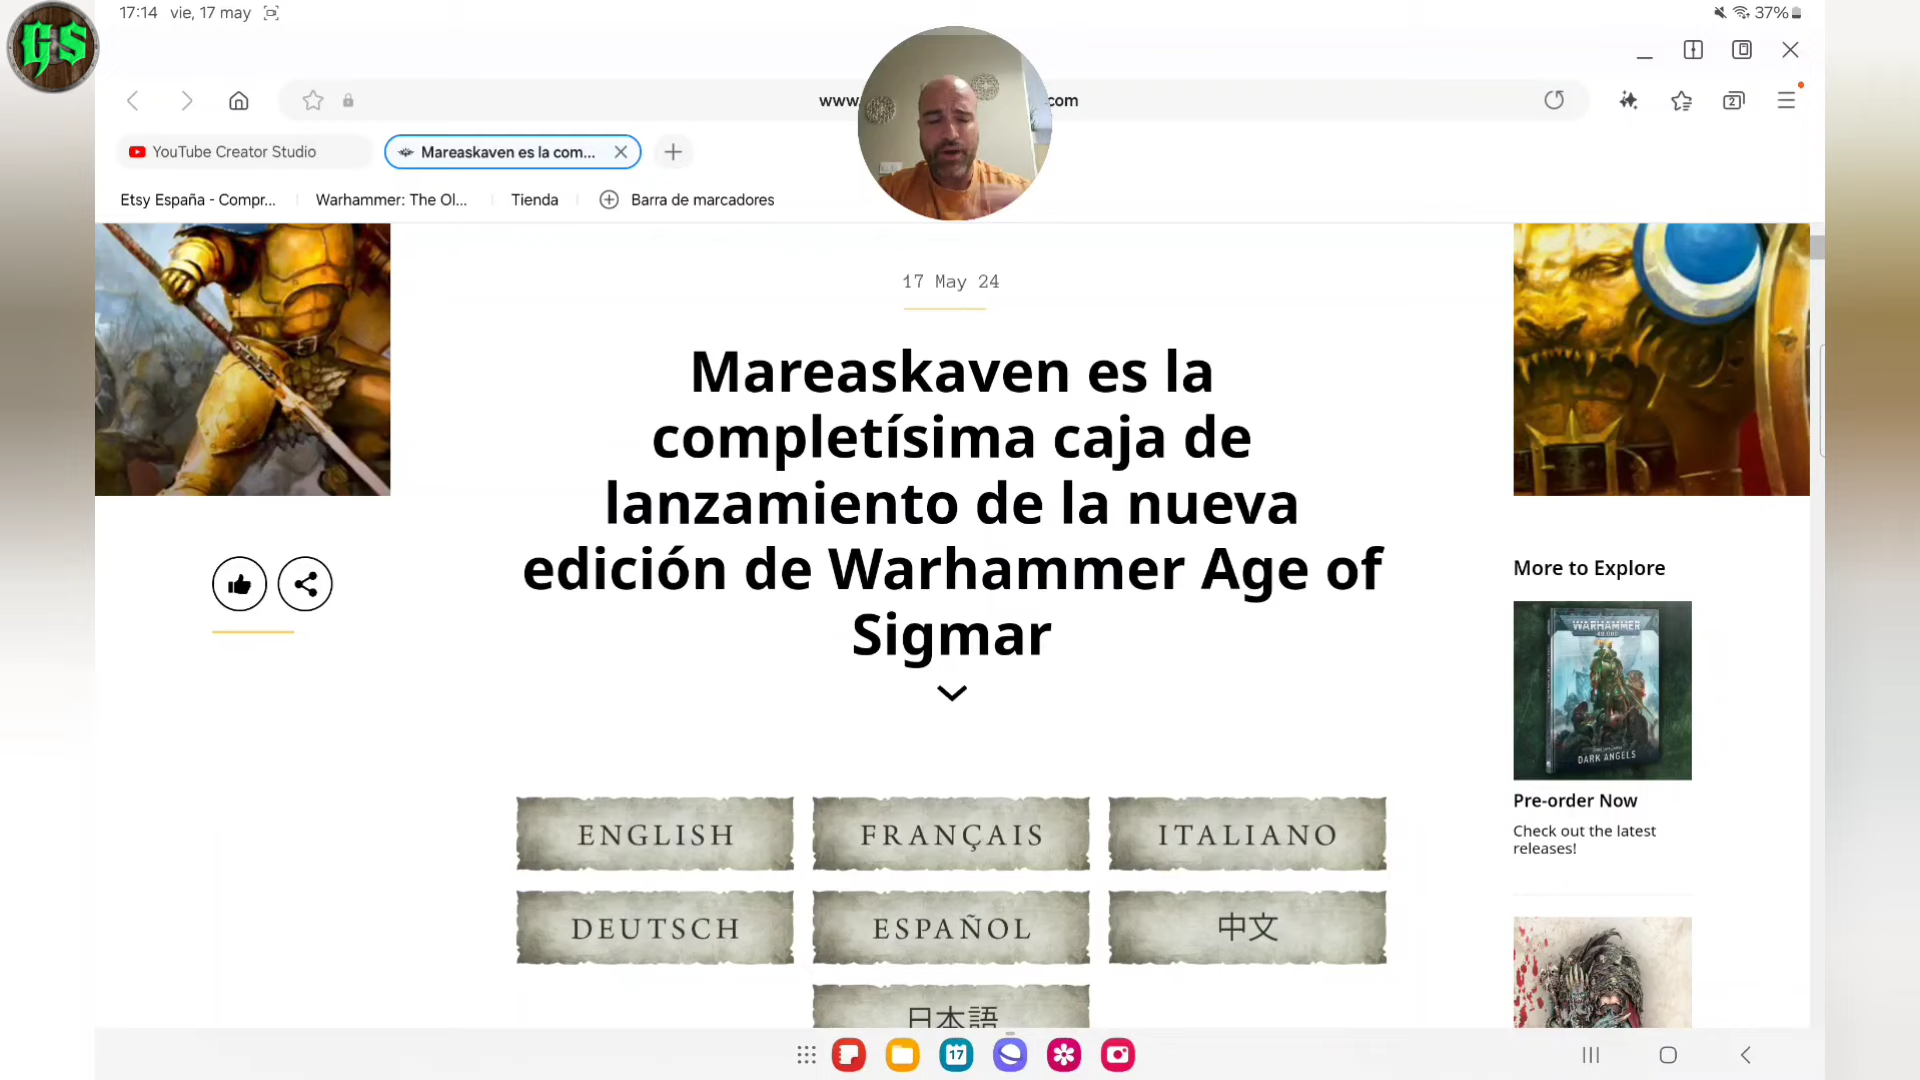 GS
17:14 vie, 17 may
37%
www.
com
YouTube Creator Studio
Mareaskaven es la com...
Etsy España - Compr...
Warhammer: The Ol...
Tienda
Barra de marcadores
17 May 24
Mareaskaven es la
completísima caja de
lanzamiento de la nueva
edición de Warhammer Age of
Sigmar
More to Explore
WARHAMMER
40,000
DARK ANGELS
Pre-order Now
Check out the latest
releases!
ENGLISH
FRANÇAIS
ITALIANO
DEUTSCH
ESPAÑOL
中文
日本語
2
17